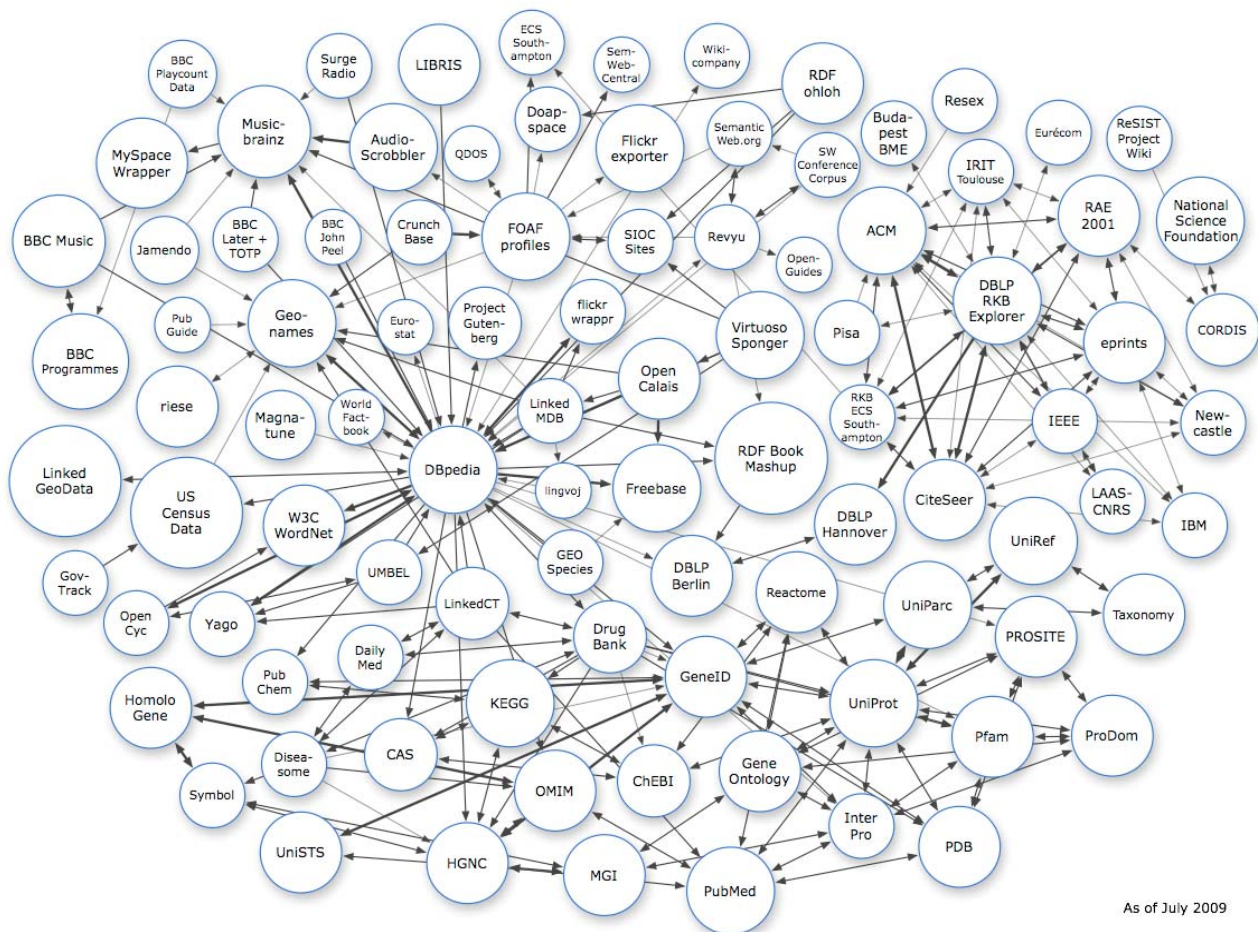 BBC
Playcount
Data
Surge
Radio
LIBRIS
ECS
South-
ampton
Sem-
Web-
Central
Wiki-
company
RDF
ohloh
Resex
Buda-
pest
BME
Eurécom
ReSIST
Project
Wiki
Music-
brainz
Audio-
Scrobbler
MySpace
Wrapper
QDOS
Doap-
space
Flickr
exporter
Semantic
Web.org
SW
Conference
Corpus
IRIT
Toulouse
RAE
2001
National
Science
Foundation
ACM
BBC Music
Jamendo
BBC
Later +
TOTP
BBC
John
Peel
Crunch
Base
FOAF
profiles
SIOC
Sites
Revyu
Open-
Guides
DBLP
RKB
Explorer
Pub
Guide
Geo-
names
Euro-
stat
Project
Guten-
berg
flickr
wrappr
Virtuoso
Sponger
Pisa
eprints
CORDIS
BBC
Programmes
riese
Open
Calais
World
Fact-
book
Linked
MDB
Magna-
tune
RKB
ECS
South-
ampton
IEEE
New-
castle
Linked
GeoData
US
Census
Data
DBpedia
RDF Book
Mashup
lingvoj
Freebase
CiteSeer
LAAS-
CNRS
IBM
W3C
WordNet
DBLP
Hannover
UniRef
Gov-
Track
UMBEL
GEO
Species
DBLP
Berlin
Open
Cyc
Yago
LinkedCT
Reactome
UniParc
Taxonomy
Daily
Med
Drug
Bank
PROSITE
Pub
Chem
GeneID
Homolo
Gene
KEGG
UniProt
Pfam
ProDom
Disea-
some
CAS
ChEBI
Gene
Ontology
Symbol
OMIM
Inter
Pro
UniSTS
HGNC
MGI
PubMed
PDB
As of July 2009